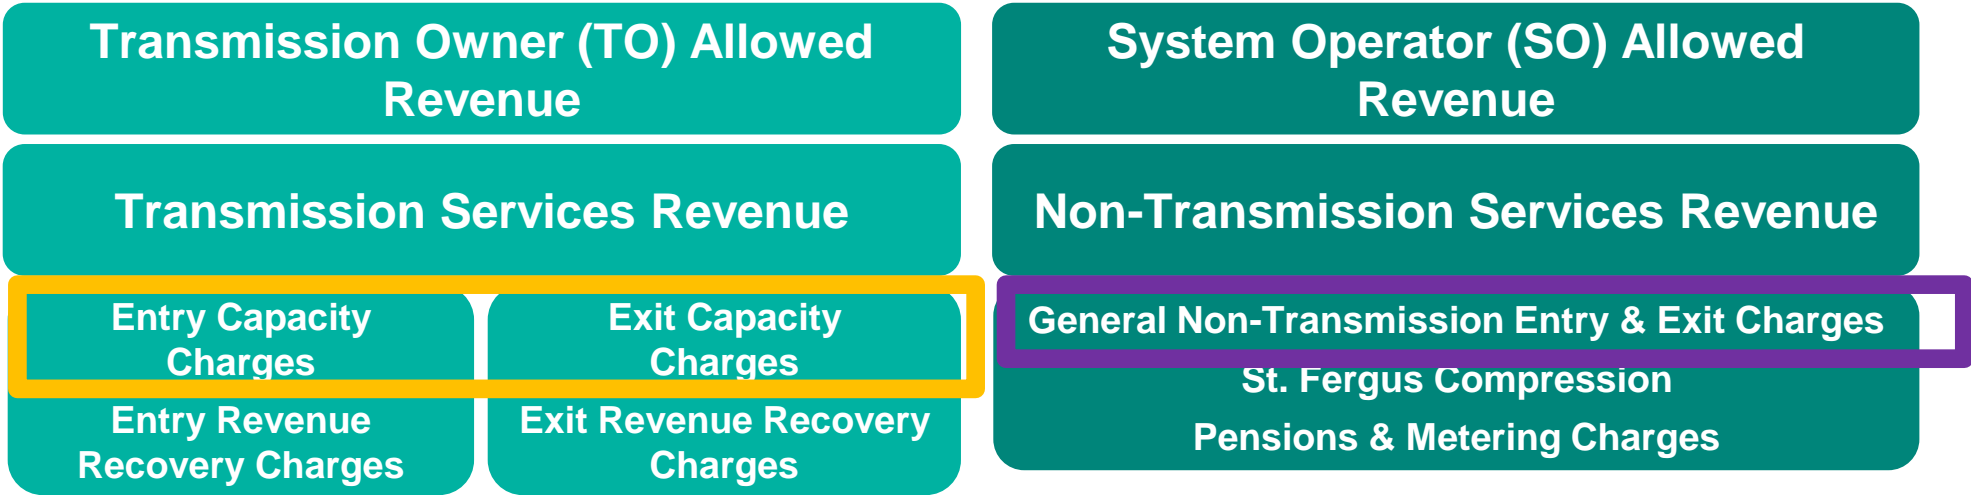 Transmission Owner (TO) Allowed
Revenue
System Operator (SO) Allowed
Revenue
Transmission Services Revenue
Non-Transmission Services Revenue
Entry Capacity
Charges
Exit Capacity
Charges
Entry Revenue
Recovery Charges
Exit Revenue Recovery
Charges
General Non-Transmission Entry & Exit Charges
St. Fergus Compression
Pensions & Metering Charges